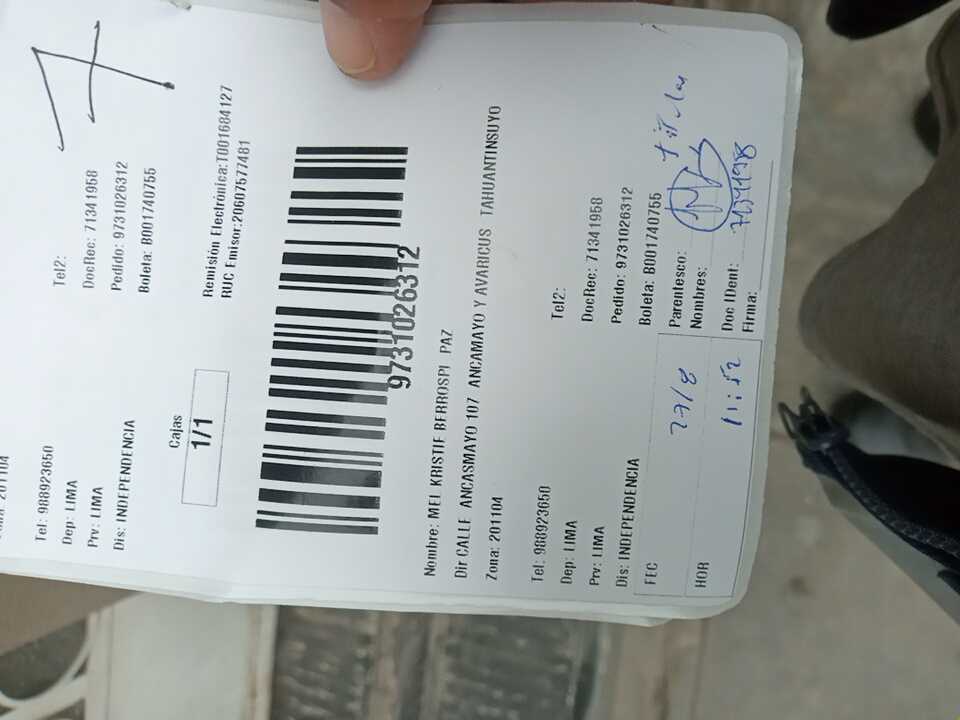 Tel: 988923650 Tel2:
Dep: LIMA DocRec: 71341958
Prv: LIMA Pedido: 9731026312
Dis: INDEPENDENCIA Boleta: B001740755
Cajas
1/1
Remisión Electrónica:T001684127
RUC Emisor:20607577481
9731026312
Nombre: MEI KRISTIE BERROSPI PAZ
Dir CALLE ANCASMAYO 107 ANCAMAYO Y AVARICUS TAHUANTINSUYO
Zona: 201104
Tel: 988923650 Tel2:
Dep: LIMA DocRec: 71341958
Prv: LIMA Pedido: 9731026312
Dis: INDEPENDENCIA Boleta: B001740755
FEC 27/8 Parentesco:
Nombres:
HOR 11:52 Doc IDent:
Firma: